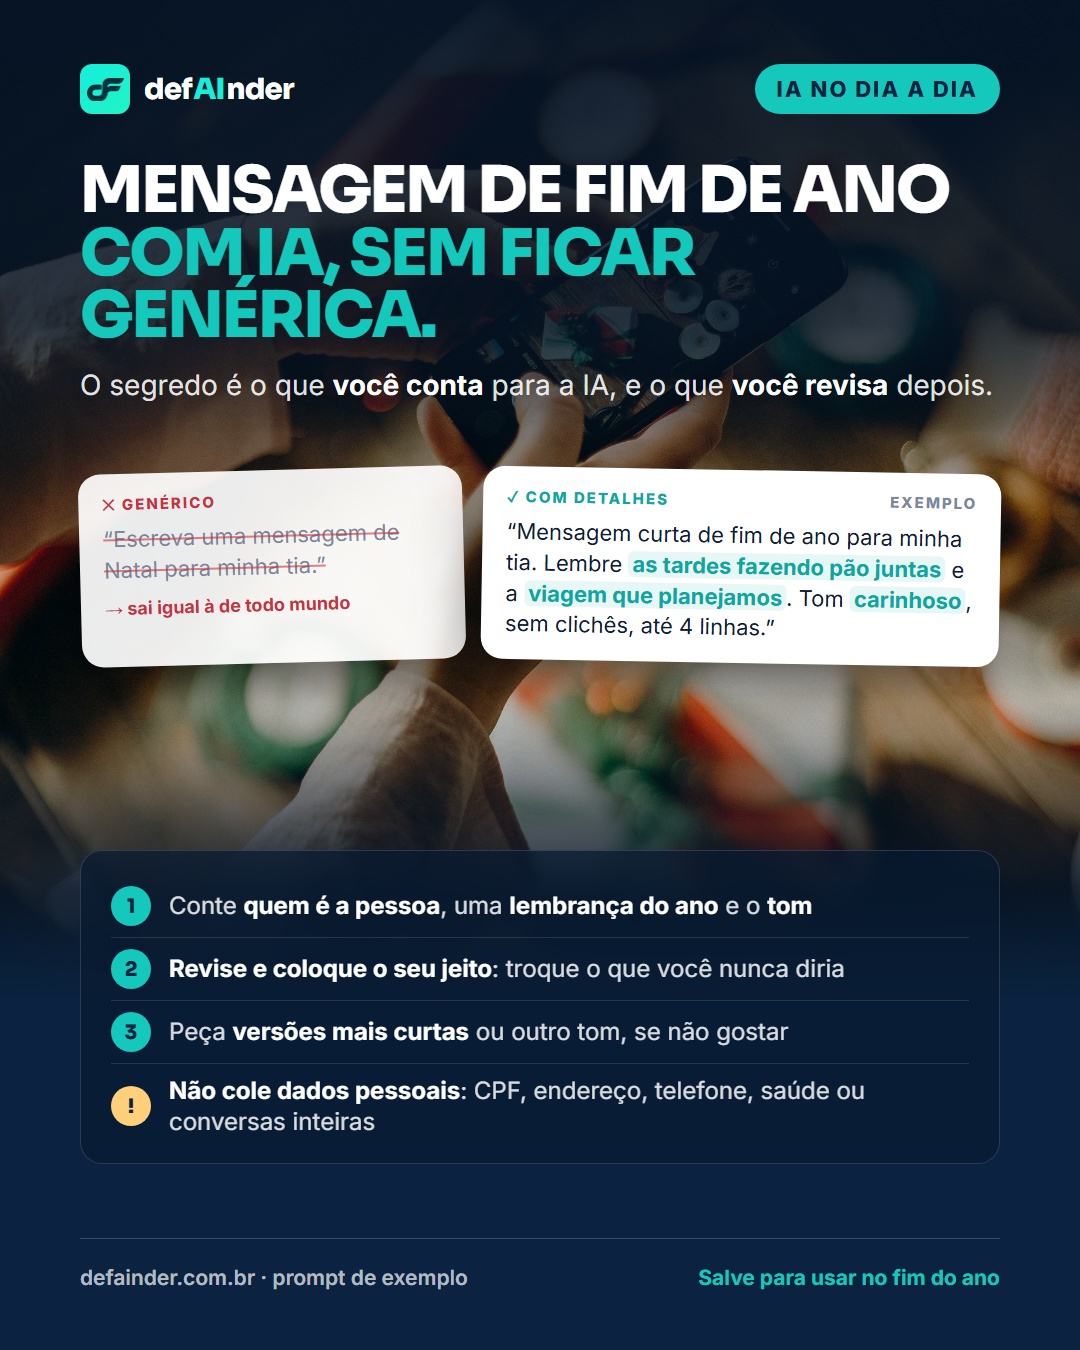 defAInder
IA NO DIA A DIA
MENSAGEM DE FIM DE ANO
COM IA, SEM FICAR
GENÉRICA.
O segredo é o que você conta para a IA, e o que você revisa depois.
× GENÉRICO
“Escreva uma mensagem de
Natal para minha tia.”
→ sai igual à de todo mundo
✓ COM DETALHES
EXEMPLO
“Mensagem curta de fim de ano para minha
tia. Lembre as tardes fazendo pão juntas e
a viagem que planejamos. Tom carinhoso,
sem clichês, até 4 linhas.”
1 Conte quem é a pessoa, uma lembrança do ano e o tom
2 Revise e coloque o seu jeito: troque o que você nunca diria
3 Peça versões mais curtas ou outro tom, se não gostar
! Não cole dados pessoais: CPF, endereço, telefone, saúde ou
conversas inteiras
defainder.com.br · prompt de exemplo
Salve para usar no fim do ano